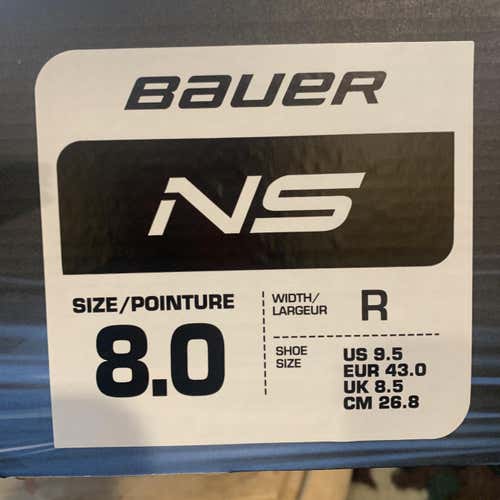 BAUER
NS
SIZE/POINTURE
8.0
WIDTH/
LARGEUR
R
SHOE
SIZE
US 9.5
EUR 43.0
UK 8.5
CM 26.8